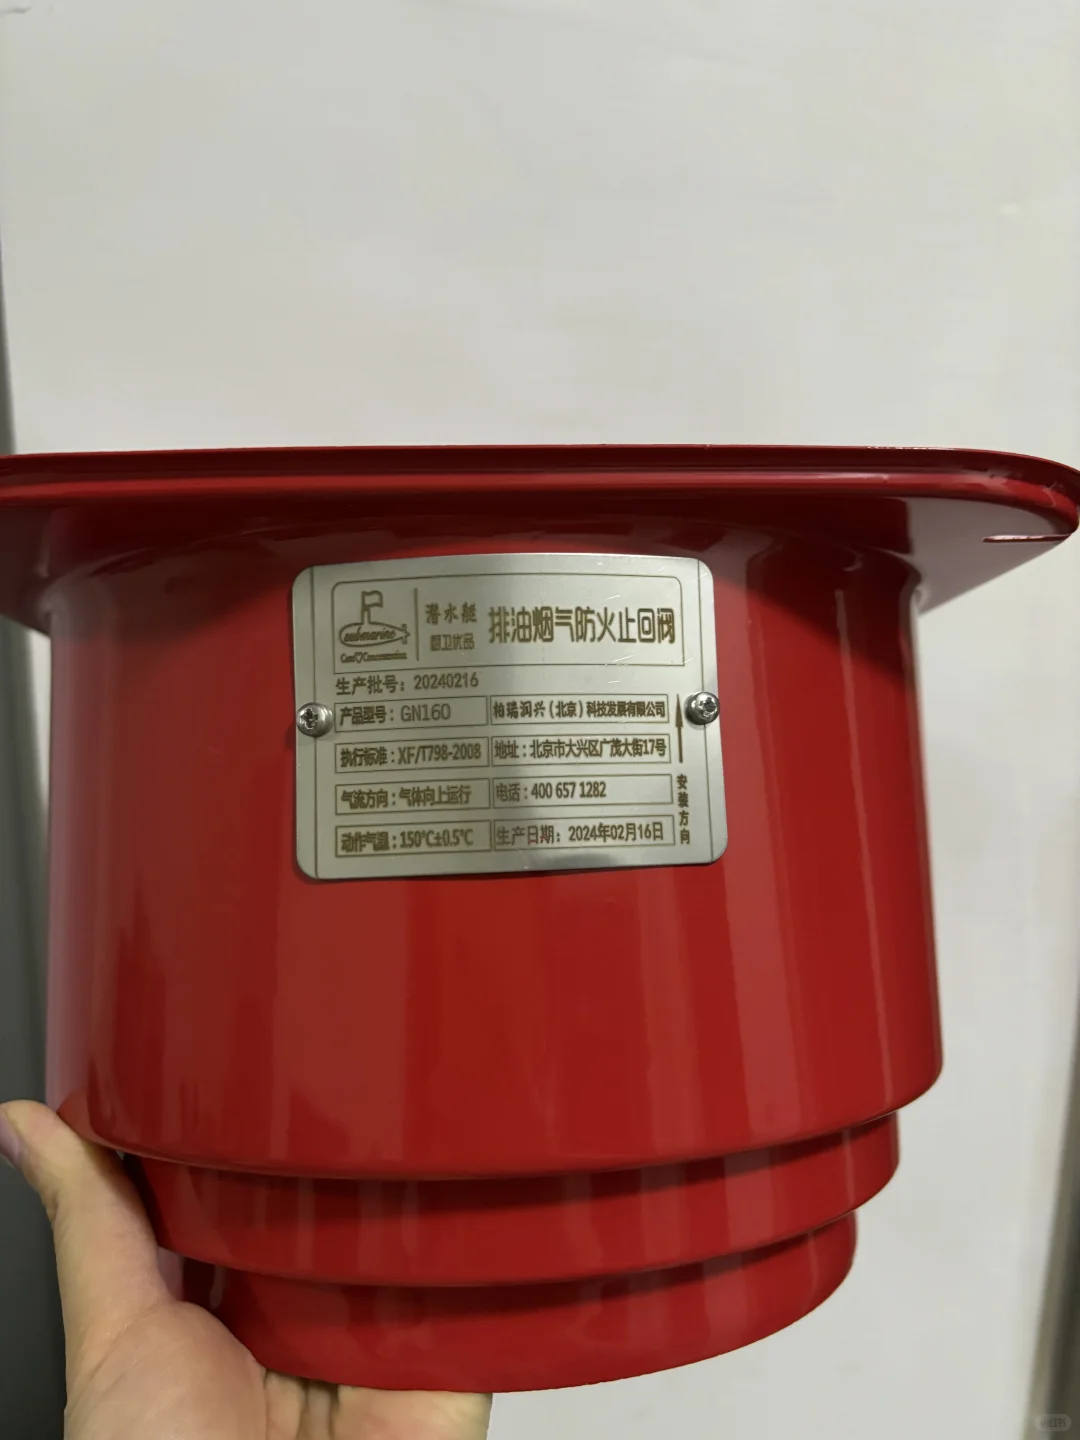 submarine
潜水艇
厨卫优品
排油烟气防火止回阀
生产批号：20240216
产品型号：GN160
柏瑞润兴（北京）科技发展有限公司
执行标准：XF/T798-2008
地址：北京市大兴区广茂大街17号
气流方向：气体向上运行
电话：400 657 1282
动作气温：150℃±0.5℃
生产日期：2024年02月16日
安装方向